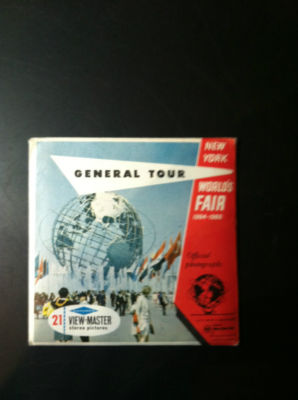 GENERAL TOUR
NEW
YORK
WORLD'S
FAIR
1964-1965
Official
photographs
21
VIEW-MASTER
stereo pictures